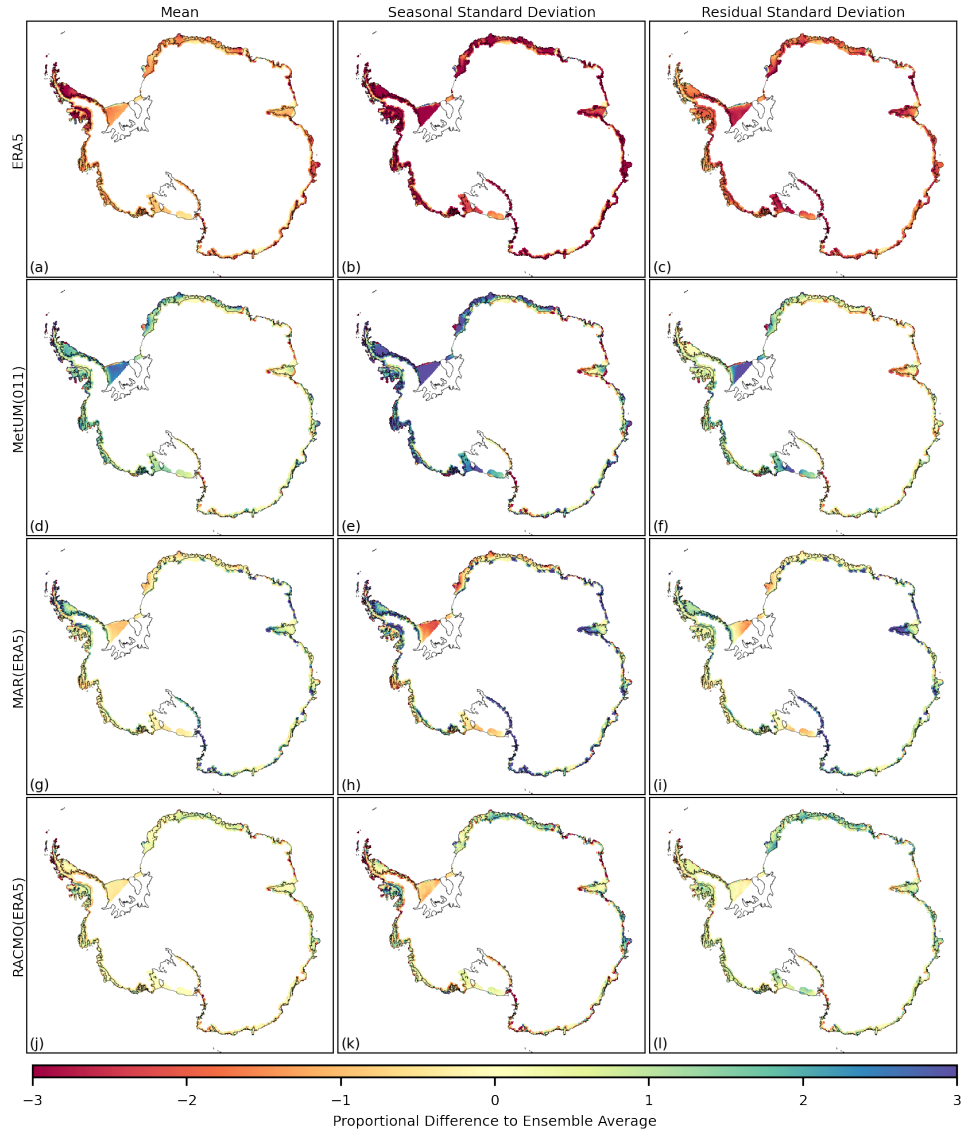 Mean Seasonal Standard Deviation Residual Standard Deviation
ERA5
(a) (b) (c)
MetUM(011)
(d) (e) (f)
MAR(ERA5)
(g) (h) (i)
RACMO(ERA5)
(j) (k) (l)
−3 −2 −1 0 1 2 3
Proportional Difference to Ensemble Average